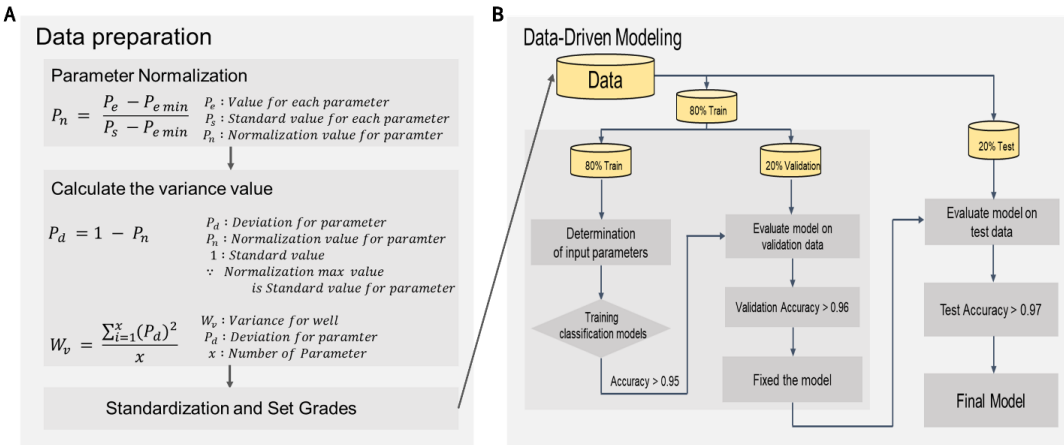 A
Data preparation
Parameter Normalization
P_n = (P_e − P_{e min}) / (P_s − P_{e min})
P_e : Value for each parameter
P_s : Standard value for each parameter
P_n : Normalization value for paramter
Calculate the variance value
P_d = 1 − P_n
P_d : Deviation for parameter
P_n : Normalization value for paramter
1 : Standard value
∵ Normalization max value
is Standard value for parameter
W_v = ∑_{i=1}^{x}(P_d)^2 / x
W_v : Variance for well
P_d : Deviation for paramter
x : Number of Parameter
Standardization and Set Grades
B
Data-Driven Modeling
Data
80% Train
20% Test
80% Train
20% Validation
Determination
of input parameters
Training
classification models
Accuracy > 0.95
Evaluate model on
validation data
Validation Accuracy > 0.96
Fixed the model
Evaluate model on
test data
Test Accuracy > 0.97
Final Model